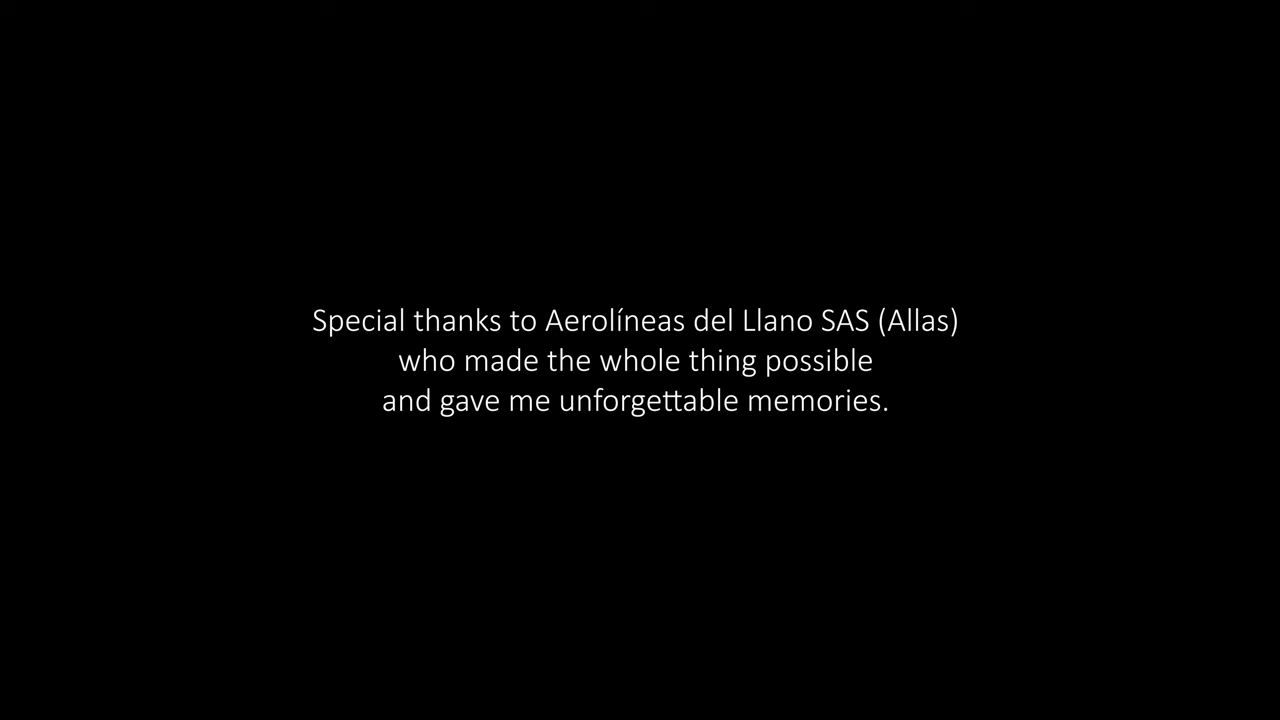 Special thanks to Aerolíneas del Llano SAS (Allas)
who made the whole thing possible
and gave me unforgettable memories.